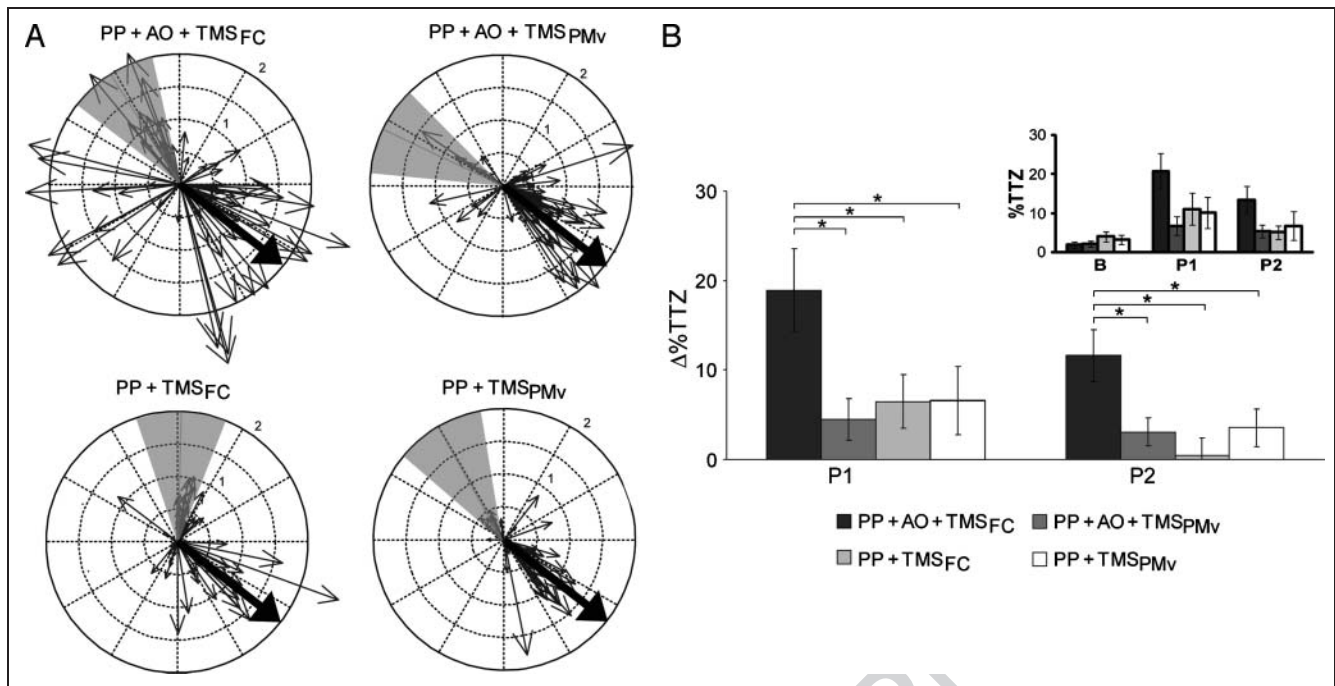 A
PP + AO + TMSFC
PP + AO + TMSPMv
2
1
2
1
PP + TMSFC
PP + TMSPMv
2
1
2
1
B
30
20
10
0
%TTZ
B P1 P2
30
20
10
0
Δ%TTZ
* * *
* * *
P1 P2
PP + AO + TMSFC PP + AO + TMSPMv
PP + TMSFC PP + TMSPMv